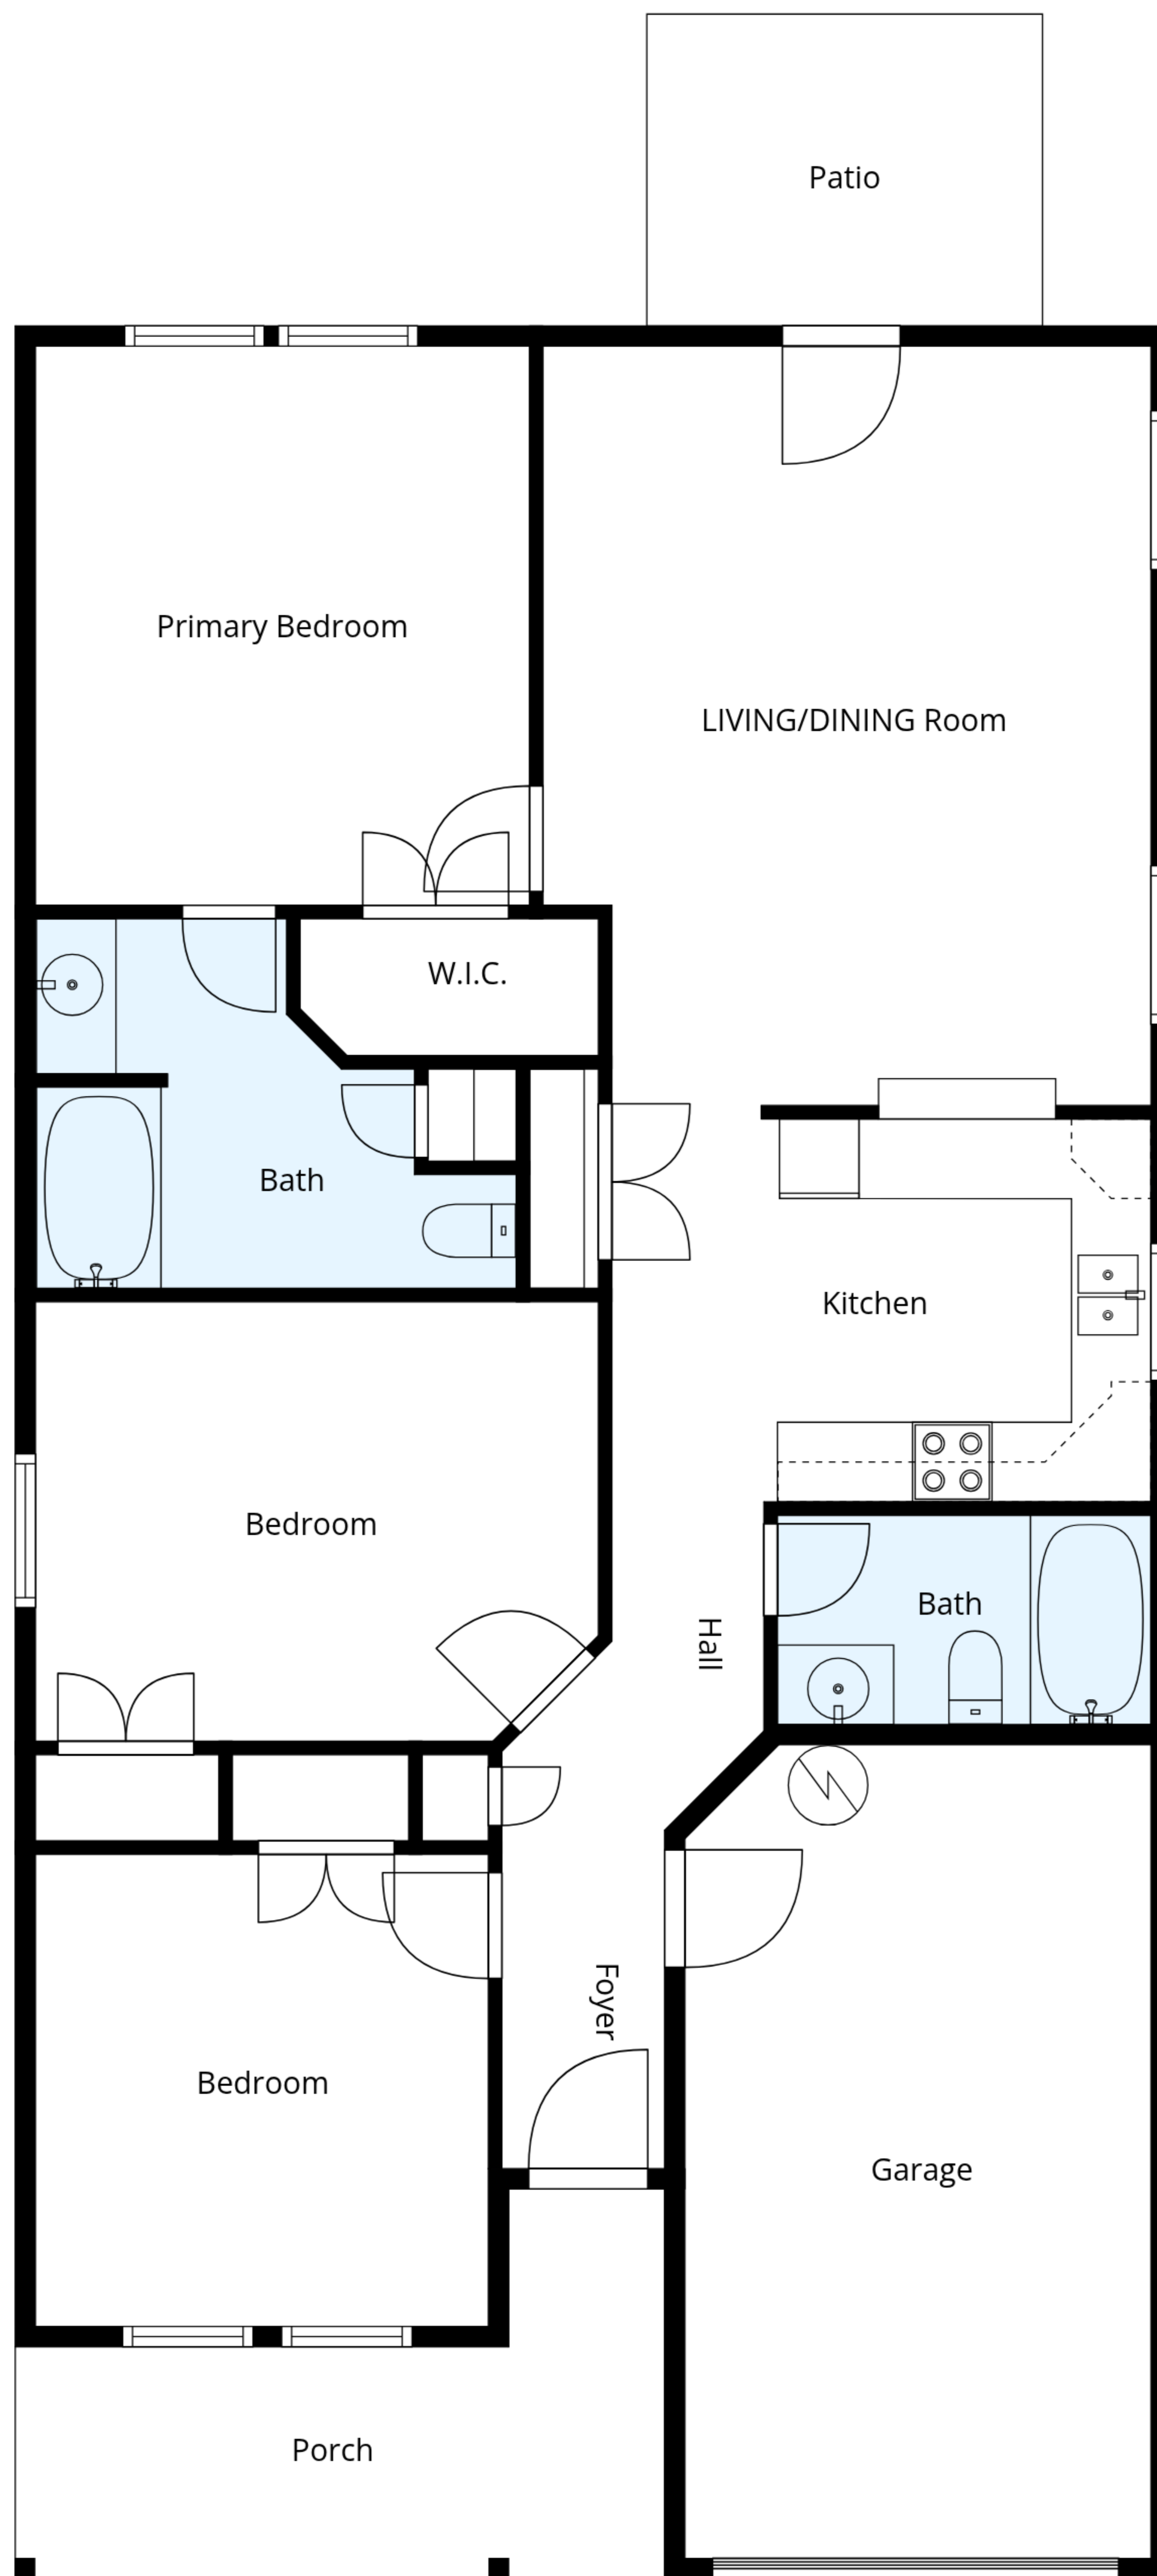 Patio
Primary Bedroom
LIVING/DINING Room
W.I.C.
Bath
Kitchen
Bedroom
Bath
Hall
Foyer
Bedroom
Garage
Porch